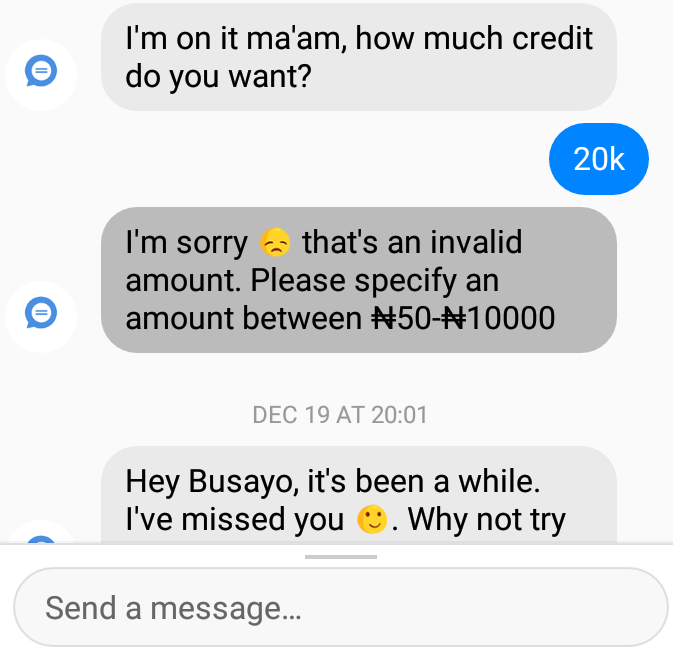 I'm on it ma'am, how much credit
do you want?
20k
I'm sorry 😞 that's an invalid
amount. Please specify an
amount between ₦50-₦10000
DEC 19 AT 20:01
Hey Busayo, it's been a while.
I've missed you 🙂. Why not try
Send a message...